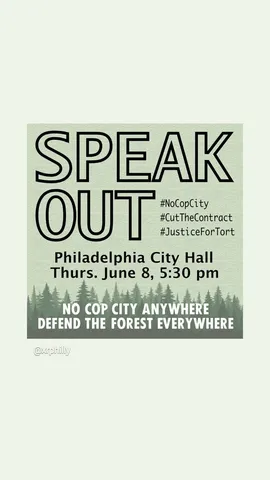 SPEAK
OUT
#NoCopCity
#CutTheContract
#JusticeForTort
Philadelphia City Hall
Thurs. June 8, 5:30 pm
NO COP CITY ANYWHERE
DEFEND THE FOREST EVERYWHERE
@xrphilly